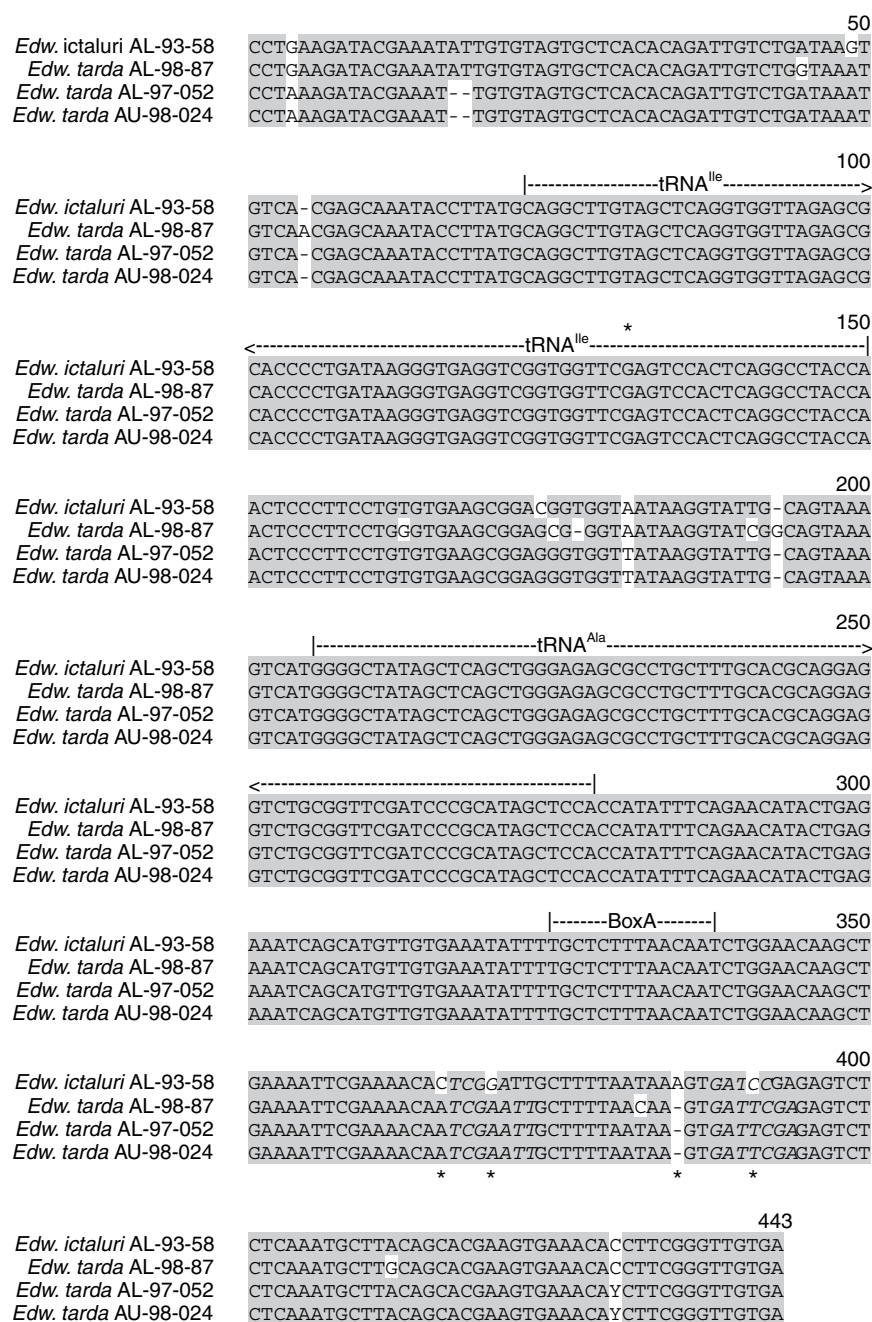 50
Edw. ictaluri AL-93-58 CCTGAAGATACGAAATATTGTGTAGTGCTCACACAGATTGTCTGATAAGT
Edw. tarda AL-98-87 CCTGAAGATACGAAATATTGTGTAGTGCTCACACAGATTGTCTGGTAAAT
Edw. tarda AL-97-052 CCTAAAGATACGAAAT--TGTGTAGTGCTCACACAGATTGTCTGATAAAT
Edw. tarda AU-98-024 CCTAAAGATACGAAAT--TGTGTAGTGCTCACACAGATTGTCTGATAAAT
100
|-------------------tRNAIle-------------------->
Edw. ictaluri AL-93-58 GTCA-CGAGCAAATACCTTATGCAGGCTTGTAGCTCAGGTGGTTAGAGCG
Edw. tarda AL-98-87 GTCAACGAGCAAATACCTTATGCAGGCTTGTAGCTCAGGTGGTTAGAGCG
Edw. tarda AL-97-052 GTCA-CGAGCAAATACCTTATGCAGGCTTGTAGCTCAGGTGGTTAGAGCG
Edw. tarda AU-98-024 GTCA-CGAGCAAATACCTTATGCAGGCTTGTAGCTCAGGTGGTTAGAGCG
* 150
<---------------------------------------tRNAIle----------------------------------------|
Edw. ictaluri AL-93-58 CACCCCTGATAAGGGTGAGGTCGGTGGTTCGAGTCCACTCAGGCCTACCA
Edw. tarda AL-98-87 CACCCCTGATAAGGGTGAGGTCGGTGGTTCGAGTCCACTCAGGCCTACCA
Edw. tarda AL-97-052 CACCCCTGATAAGGGTGAGGTCGGTGGTTCGAGTCCACTCAGGCCTACCA
Edw. tarda AU-98-024 CACCCCTGATAAGGGTGAGGTCGGTGGTTCGAGTCCACTCAGGCCTACCA
200
Edw. ictaluri AL-93-58 ACTCCCTTCCTGTGTGAAGCGGACGGTGGTAATAAGGTATTG-CAGTAAA
Edw. tarda AL-98-87 ACTCCCTTCCTGGGTGAAGCGGAGCG-GGTAATAAGGTATCGGCAGTAAA
Edw. tarda AL-97-052 ACTCCCTTCCTGTGTGAAGCGGAGGGTGGTTATAAGGTATTG-CAGTAAA
Edw. tarda AU-98-024 ACTCCCTTCCTGTGTGAAGCGGAGGGTGGTTATAAGGTATTG-CAGTAAA
250
|--------------------------------tRNAAla-------------------------------------->
Edw. ictaluri AL-93-58 GTCATGGGGCTATAGCTCAGCTGGGAGAGCGCCTGCTTTGCACGCAGGAG
Edw. tarda AL-98-87 GTCATGGGGCTATAGCTCAGCTGGGAGAGCGCCTGCTTTGCACGCAGGAG
Edw. tarda AL-97-052 GTCATGGGGCTATAGCTCAGCTGGGAGAGCGCCTGCTTTGCACGCAGGAG
Edw. tarda AU-98-024 GTCATGGGGCTATAGCTCAGCTGGGAGAGCGCCTGCTTTGCACGCAGGAG
<------------------------------------------------| 300
Edw. ictaluri AL-93-58 GTCTGCGGTTCGATCCCGCATAGCTCCACCATATTTCAGAACATACTGAG
Edw. tarda AL-98-87 GTCTGCGGTTCGATCCCGCATAGCTCCACCATATTTCAGAACATACTGAG
Edw. tarda AL-97-052 GTCTGCGGTTCGATCCCGCATAGCTCCACCATATTTCAGAACATACTGAG
Edw. tarda AU-98-024 GTCTGCGGTTCGATCCCGCATAGCTCCACCATATTTCAGAACATACTGAG
|--------BoxA--------| 350
Edw. ictaluri AL-93-58 AAATCAGCATGTTGTGAAATATTTTGCTCTTTAACAATCTGGAACAAGCT
Edw. tarda AL-98-87 AAATCAGCATGTTGTGAAATATTTTGCTCTTTAACAATCTGGAACAAGCT
Edw. tarda AL-97-052 AAATCAGCATGTTGTGAAATATTTTGCTCTTTAACAATCTGGAACAAGCT
Edw. tarda AU-98-024 AAATCAGCATGTTGTGAAATATTTTGCTCTTTAACAATCTGGAACAAGCT
400
Edw. ictaluri AL-93-58 GAAAATTCGAAAACACTCGGATTGCTTTTAATAAAGTGATCCGAGAGTCT
Edw. tarda AL-98-87 GAAAATTCGAAAACAATCGAATTGCTTTTAACAA-GTGATTCGAGAGTCT
Edw. tarda AL-97-052 GAAAATTCGAAAACAATCGAATTGCTTTTAATAA-GTGATTCGAGAGTCT
Edw. tarda AU-98-024 GAAAATTCGAAAACAATCGAATTGCTTTTAATAA-GTGATTCGAGAGTCT
* * * *
443
Edw. ictaluri AL-93-58 CTCAAATGCTTACAGCACGAAGTGAAACACCTTCGGGTTGTGA
Edw. tarda AL-98-87 CTCAAATGCTTGCAGCACGAAGTGAAACACCTTCGGGTTGTGA
Edw. tarda AL-97-052 CTCAAATGCTTACAGCACGAAGTGAAACAYCTTCGGGTTGTGA
Edw. tarda AU-98-024 CTCAAATGCTTACAGCACGAAGTGAAACAYCTTCGGGTTGTGA